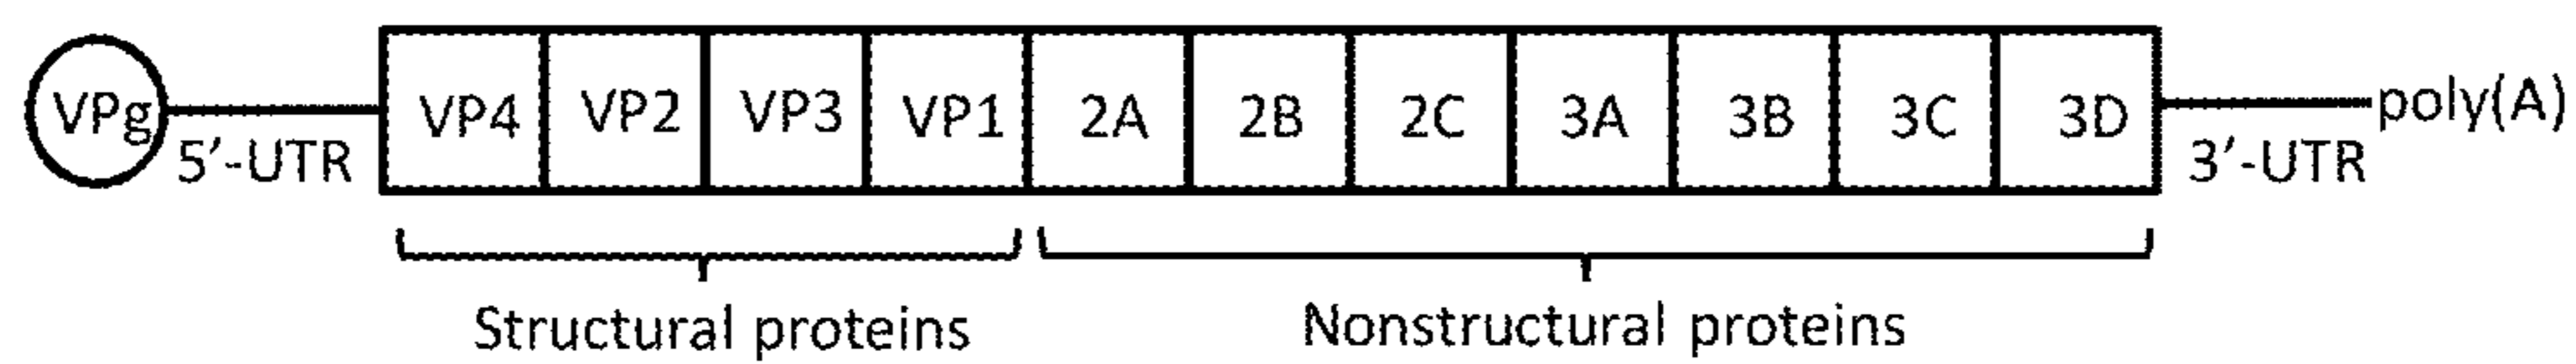 VPg 5′-UTR VP4 VP2 VP3 VP1 2A 2B 2C 3A 3B 3C 3D 3′-UTR poly(A)
Structural proteins Nonstructural proteins